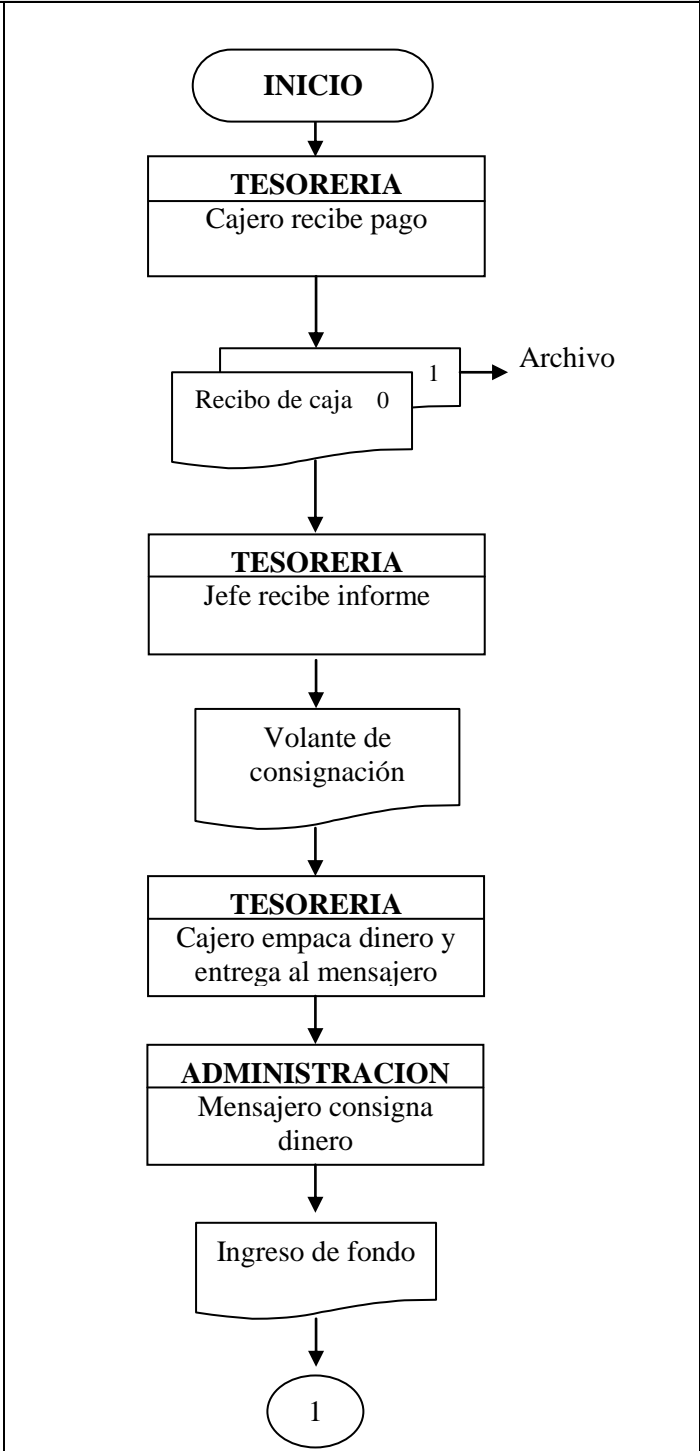 INICIO
TESORERIA
Cajero recibe pago
1
Archivo
Recibo de caja 0
TESORERIA
Jefe recibe informe
Volante de
consignación
TESORERIA
Cajero empaca dinero y
entrega al mensajero
ADMINISTRACION
Mensajero consigna
dinero
Ingreso de fondo
1